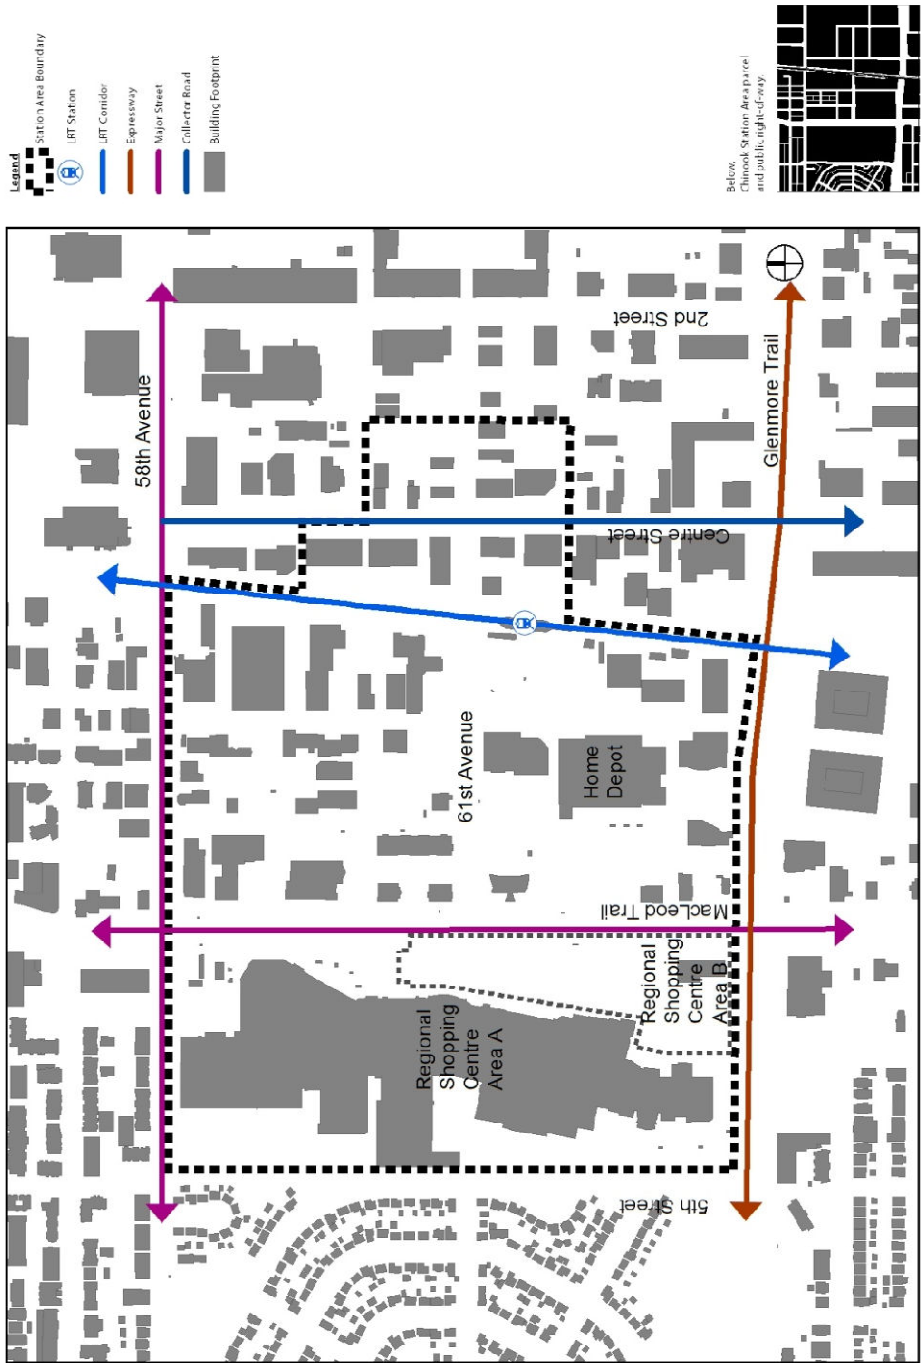 Legend
Station Area Boundary
LRT Station
LRT Corridor
Expressway
Major Street
Collector Road
Building Footprint
Below,
Chinook Station Area parcel
and public right-of-way.
58th Avenue
2nd Street
Glenmore Trail
Centre Street
61st Avenue
Home
Depot
MacLeod Trail
Regional
Shopping
Centre
Area A
Regional
Shopping
Centre
Area B
5th Street